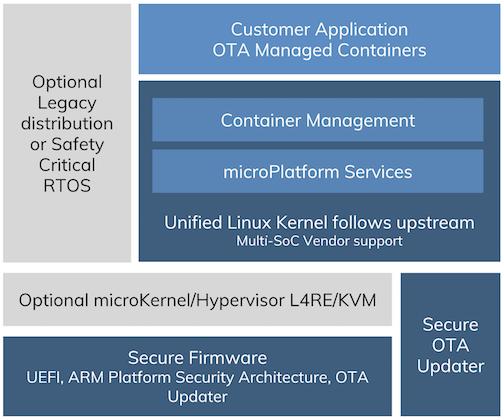 Optional
Legacy
distribution
or Safety
Critical
RTOS
Customer Application
OTA Managed Containers
Container Management
microPlatform Services
Unified Linux Kernel follows upstream
Multi-SoC Vendor support
Optional microKernel/Hypervisor L4RE/KVM
Secure Firmware
UEFI, ARM Platform Security Architecture, OTA
Updater
Secure
OTA
Updater